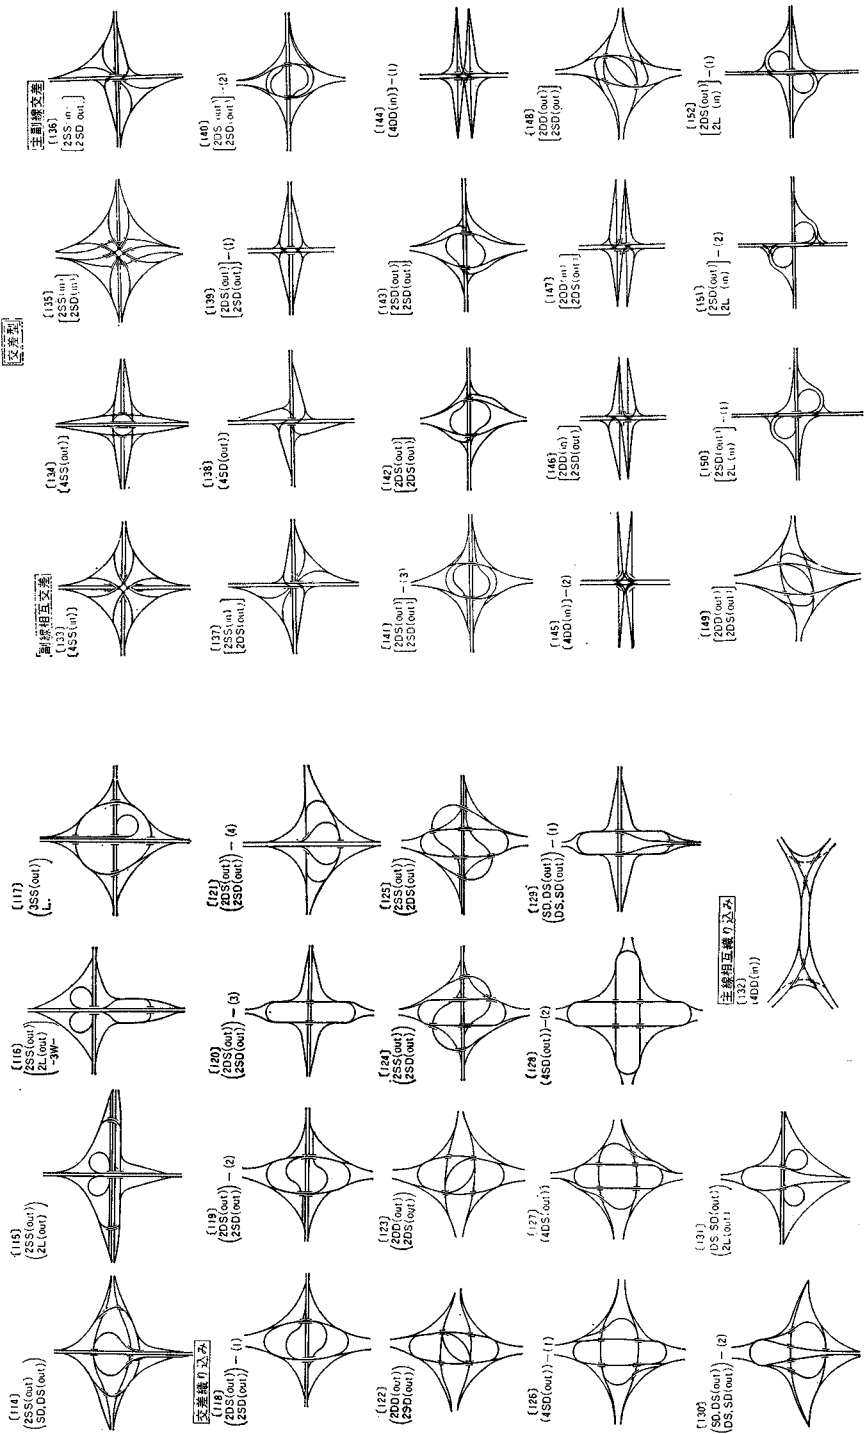 [114]
(2SS(out)
SD,DS(out))
[115]
(2SS(out)
2L(out))
[116]
(2SS(out)
2L(out))
-3W-
[117]
(3SS(out)
L.)
交差織り込み
[118]
(2DS(out)
2SD(out))-(1)
[119]
(2DS(out)
2SD(out))-(2)
[120]
(2DS(out)
2SD(out))-(3)
[121]
(2DS(out)
2SD(out))-(4)
[122]
(2DD(out)
2SD(out))
[123]
(2DD(out)
2DS(out))
[124]
(2SS(out)
2SD(out))
[125]
(2SS(out)
2DS(out))
[126]
(4SD(out))-(1)
[127]
(4DS(out))
[128]
(4SD(out))-(2)
[129]
(SD,DS(out)
DS,SD(out))-(1)
[130]
(SD,DS(out)
DS,SD(out))-(2)
[131]
(DS,SD(out)
2L(out))
主線相互織り込み
[132]
(4DD(in))
交差型
副線相互交差
[133]
[4SS(in)]
[134]
[4SS(out)]
[135]
[2SS(in)
2SD(in)]
主副線交差
[136]
[2SS(in)
2SD(out)]
[137]
[2SS(in)
2DS(out)]
[138]
[4SD(out)]
[139]
[2DS(out)
2SD(out)]-(1)
[140]
[2DS(out)
2SD(out)]-(2)
[141]
[2DS(out)
2SD(out)]-(3)
[142]
[2DS(out)
2DS(out)]
[143]
[2SD(out)
2SD(out)]
[144]
[4DD(in)]-(1)
[145]
[4DD(in)]-(2)
[146]
[2DD(in)
2SD(out)]
[147]
[2DD(in)
2DS(out)]
[148]
[2DD(out)
2SD(out)]
[149]
[2DD(out)
2DS(out)]
[150]
[2SD(out)
2L(in)]-(1)
[151]
[2SD(out)
2L(in)]-(2)
[152]
[2DS(out)
2L(in)]-(1)